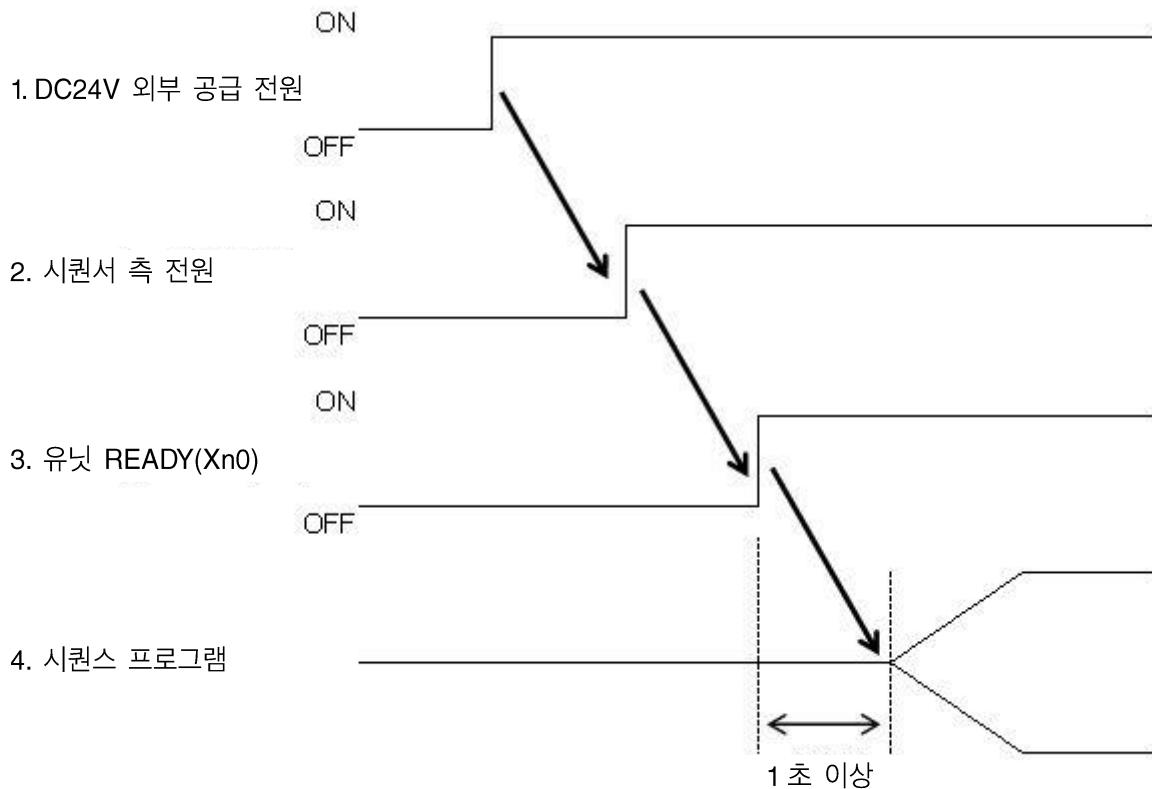 ON
1. DC24V 외부 공급 전원
OFF
ON
2. 시퀀서 측 전원
OFF
ON
3. 유닛 READY(Xn0)
OFF
4. 시퀀스 프로그램
1초 이상